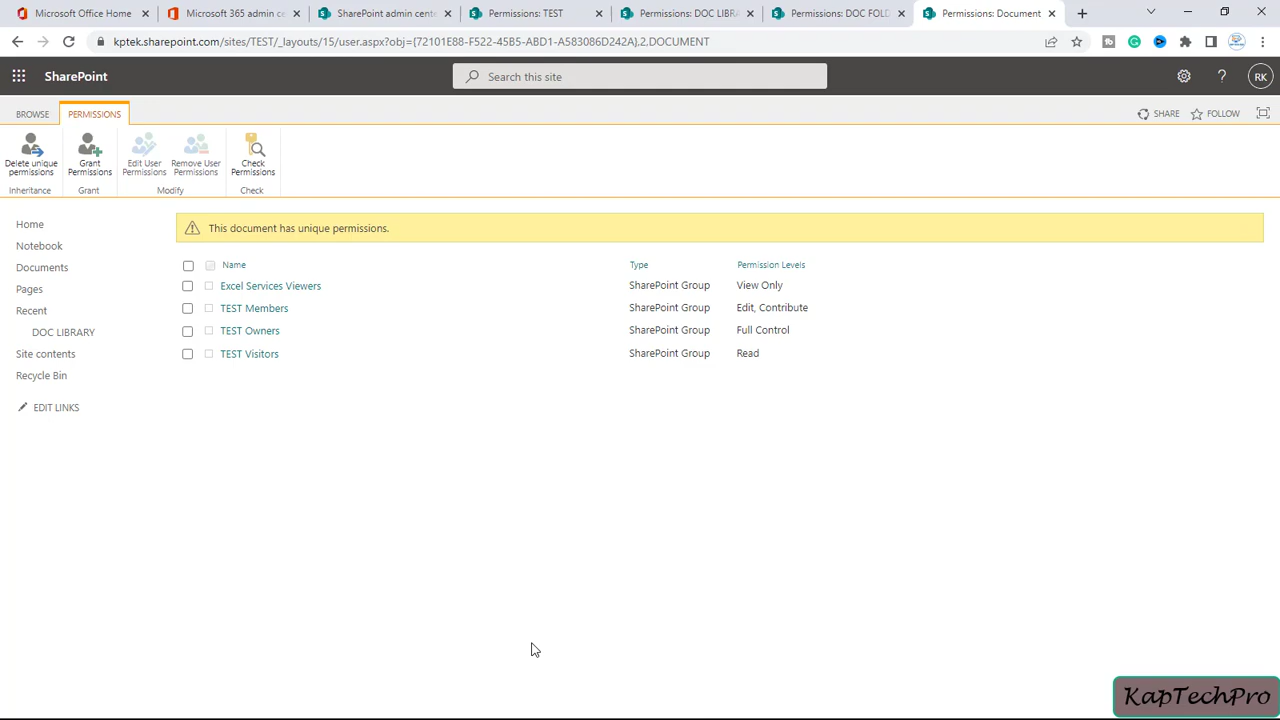 Microsoft Office Home
Microsoft 365 admin ce
SharePoint admin cente
Permissions: TEST
Permissions: DOC LIBRA
Permissions: DOC FOLD
Permissions: Document
kptek.sharepoint.com/sites/TEST/_layouts/15/user.aspx?obj={72101F88-F522-45B5-ABD1-A583086D242A},2,DOCUMENT
SharePoint
Search this site
RK
BROWSE
PERMISSIONS
SHARE
FOLLOW
Delete unique permissions
Grant Permissions
Edit User Permissions
Remove User Permissions
Check Permissions
Inheritance
Grant
Modify
Check
Home
Notebook
Documents
Pages
Recent
DOC LIBRARY
Site contents
Recycle Bin
EDIT LINKS
This document has unique permissions.
Name Type Permission Levels
Excel Services Viewers SharePoint Group View Only
TEST Members SharePoint Group Edit, Contribute
TEST Owners SharePoint Group Full Control
TEST Visitors SharePoint Group Read
KapTechPro